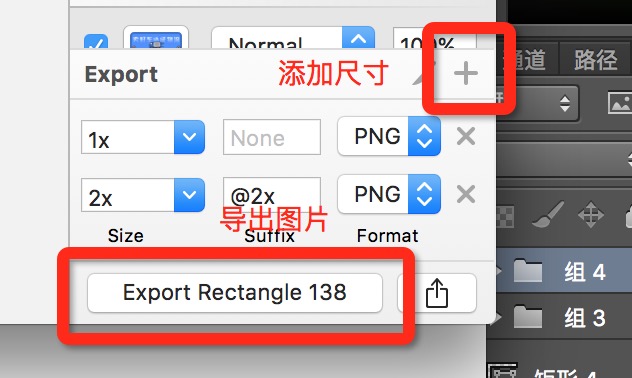 Normal
100%
通道
路径
Export
添加尺寸
1x
None
PNG
2x
@2x
PNG
导出图片
Size
Suffix
Format
Export Rectangle 138
组 4
组 3
矩形 4